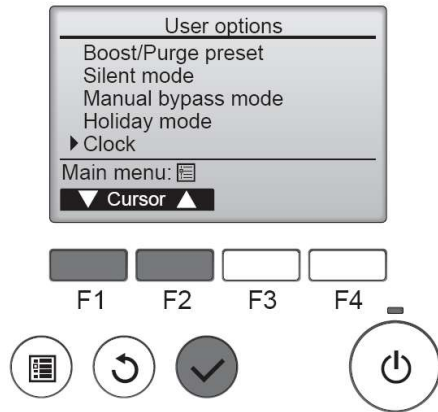 User options
Boost/Purge preset
Silent mode
Manual bypass mode
Holiday mode
Clock
Main menu:
Cursor
F1 F2 F3 F4